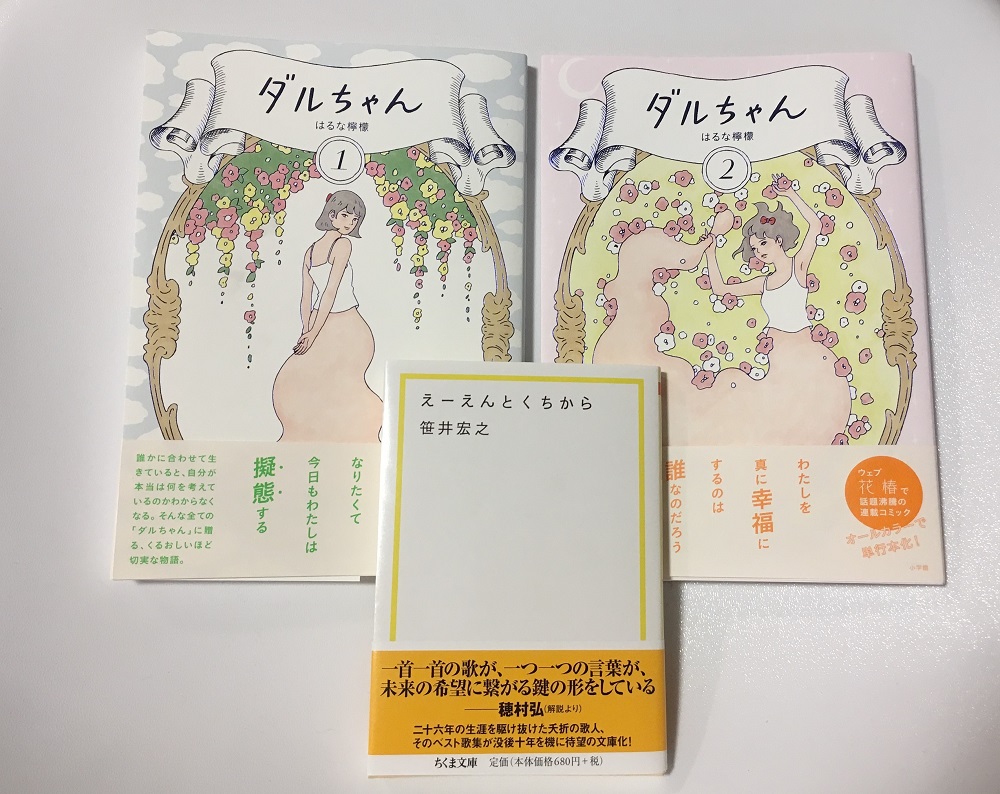 ダルちゃん
はるな檸檬
1
誰かに合わせて生
きていると、自分が
本当は何を考えて
いるのかわからなく
なる。そんな全ての
「ダルちゃん」に贈
る、くるおしいほど
切実な物語。
なりたくて
今日もわたしは
擬態する
ダルちゃん
はるな檸檬
2
わたしを
真に幸福に
するのは
誰なのだろう
ウェブ
花椿で
話題沸騰の
連載コミック
オールカラーで
単行本化!
小学館
えーえんとくちから
笹井宏之
一首一首の歌が、一つ一つの言葉が、
未来の希望に繋がる鍵の形をしている
――穂村弘(解説より)
二十六年の生涯を駆け抜けた夭折の歌人、
そのベスト歌集が没後十年を機に待望の文庫化!
ちくま文庫 定価(本体価格680円+税)